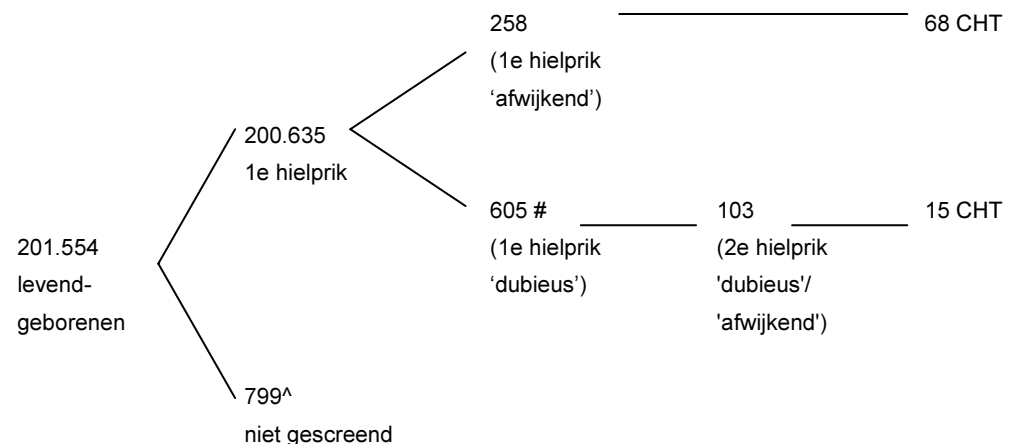 258
(1e hielprik
‘afwijkend’)
68 CHT
200.635
1e hielprik
605 #
(1e hielprik
‘dubieus’)
103
(2e hielprik
'dubieus'/
'afwijkend')
15 CHT
201.554
levend-
geborenen
799^
niet gescreend